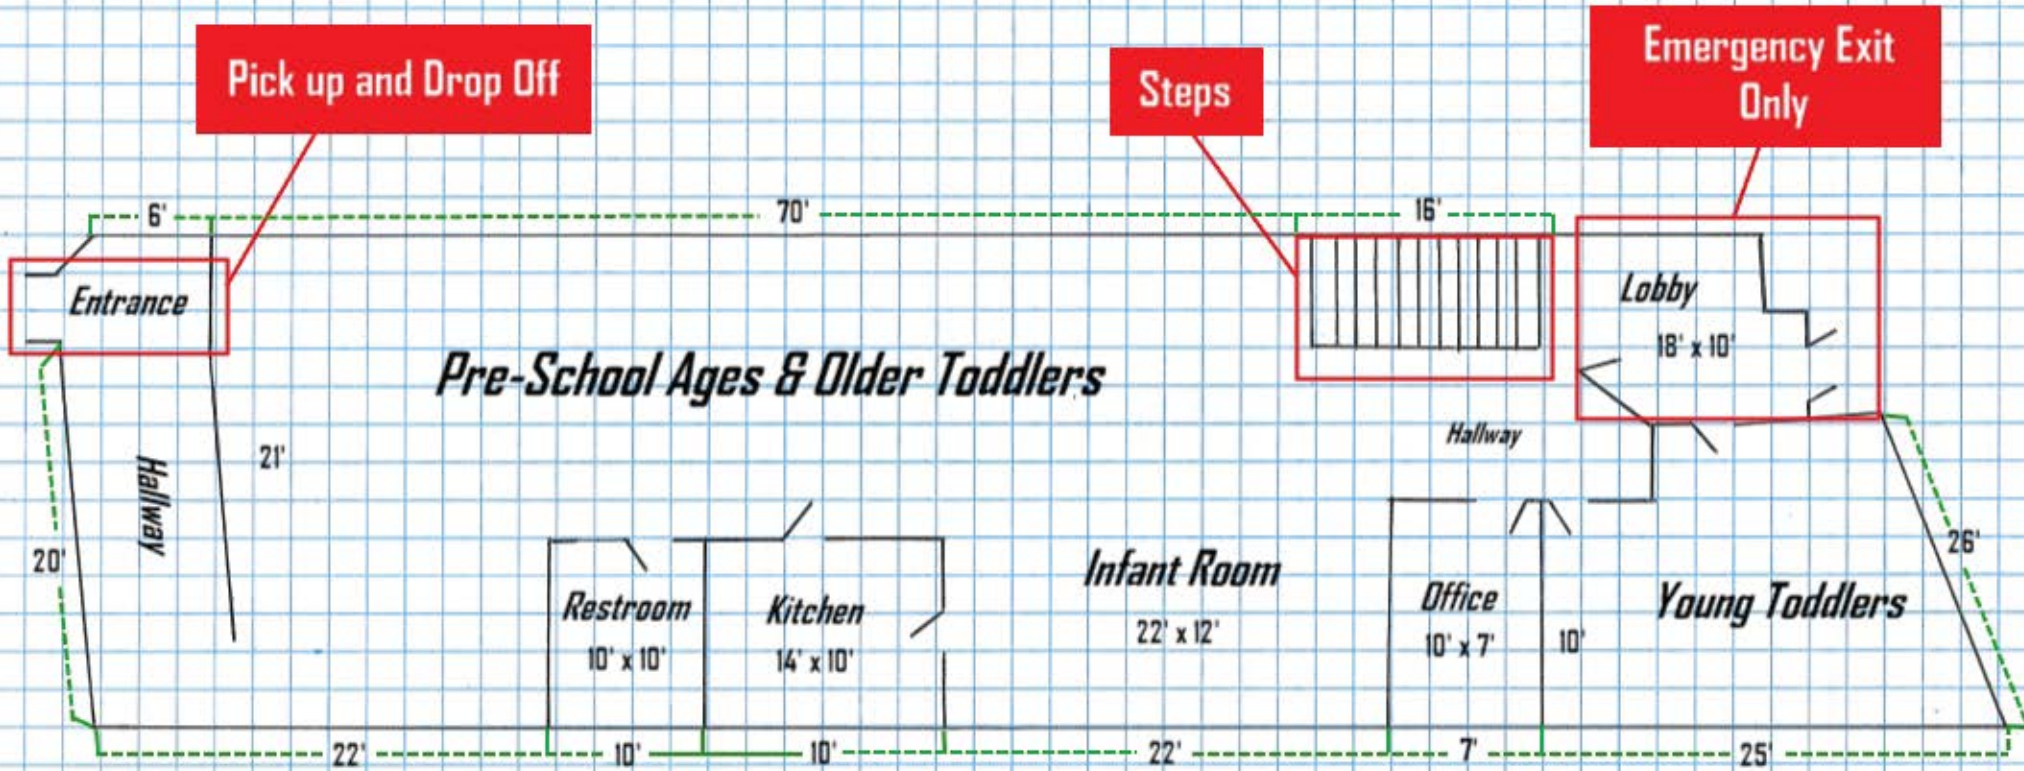 Pick up and Drop Off
Steps
Emergency Exit
Only
6'
70'
16'
Entrance
Lobby
18' x 10'
Pre-School Ages & Older Toddlers
Hallway
Hallway
21'
20'
26'
Restroom
10' x 10'
Kitchen
14' x 10'
Infant Room
22' x 12'
Office
10' x 7'
10'
Young Toddlers
22'
10'
10'
22'
7'
25'